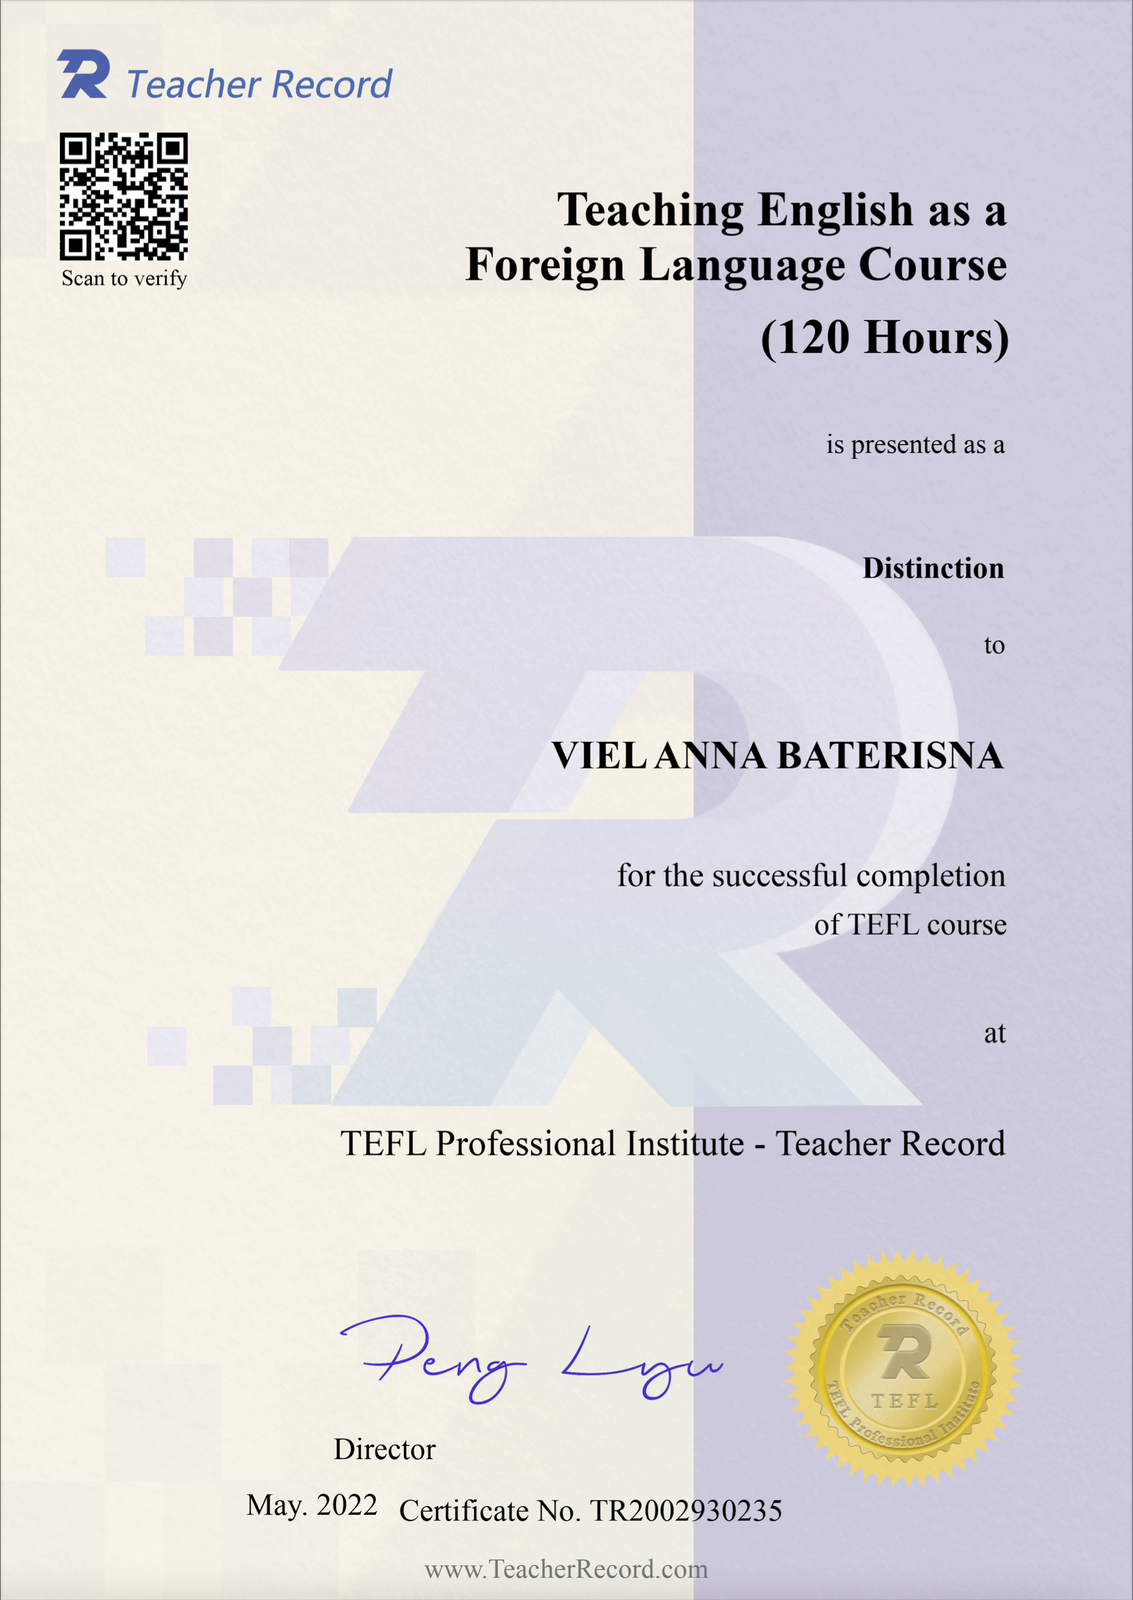 Teacher Record
Scan to verify
Teaching English as a
Foreign Language Course
(120 Hours)
is presented as a
Distinction
to
VIEL ANNA BATERISNA
for the successful completion
of TEFL course
at
TEFL Professional Institute - Teacher Record
Peng Lyu
Teacher Record
TEFL
TEFL Professional Institute
Director
May. 2022 Certificate No. TR2002930235
www.TeacherRecord.com